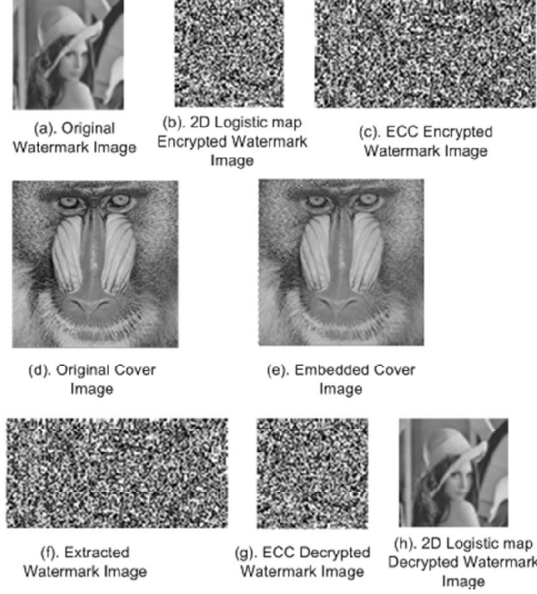 (a). Original
Watermark Image
(b). 2D Logistic map
Encrypted Watermark
Image
(c). ECC Encrypted
Watermark Image
(d). Original Cover
Image
(e). Embedded Cover
Image
(f). Extracted
Watermark Image
(g). ECC Decrypted
Watermark Image
(h). 2D Logistic map
Decrypted Watermark
Image